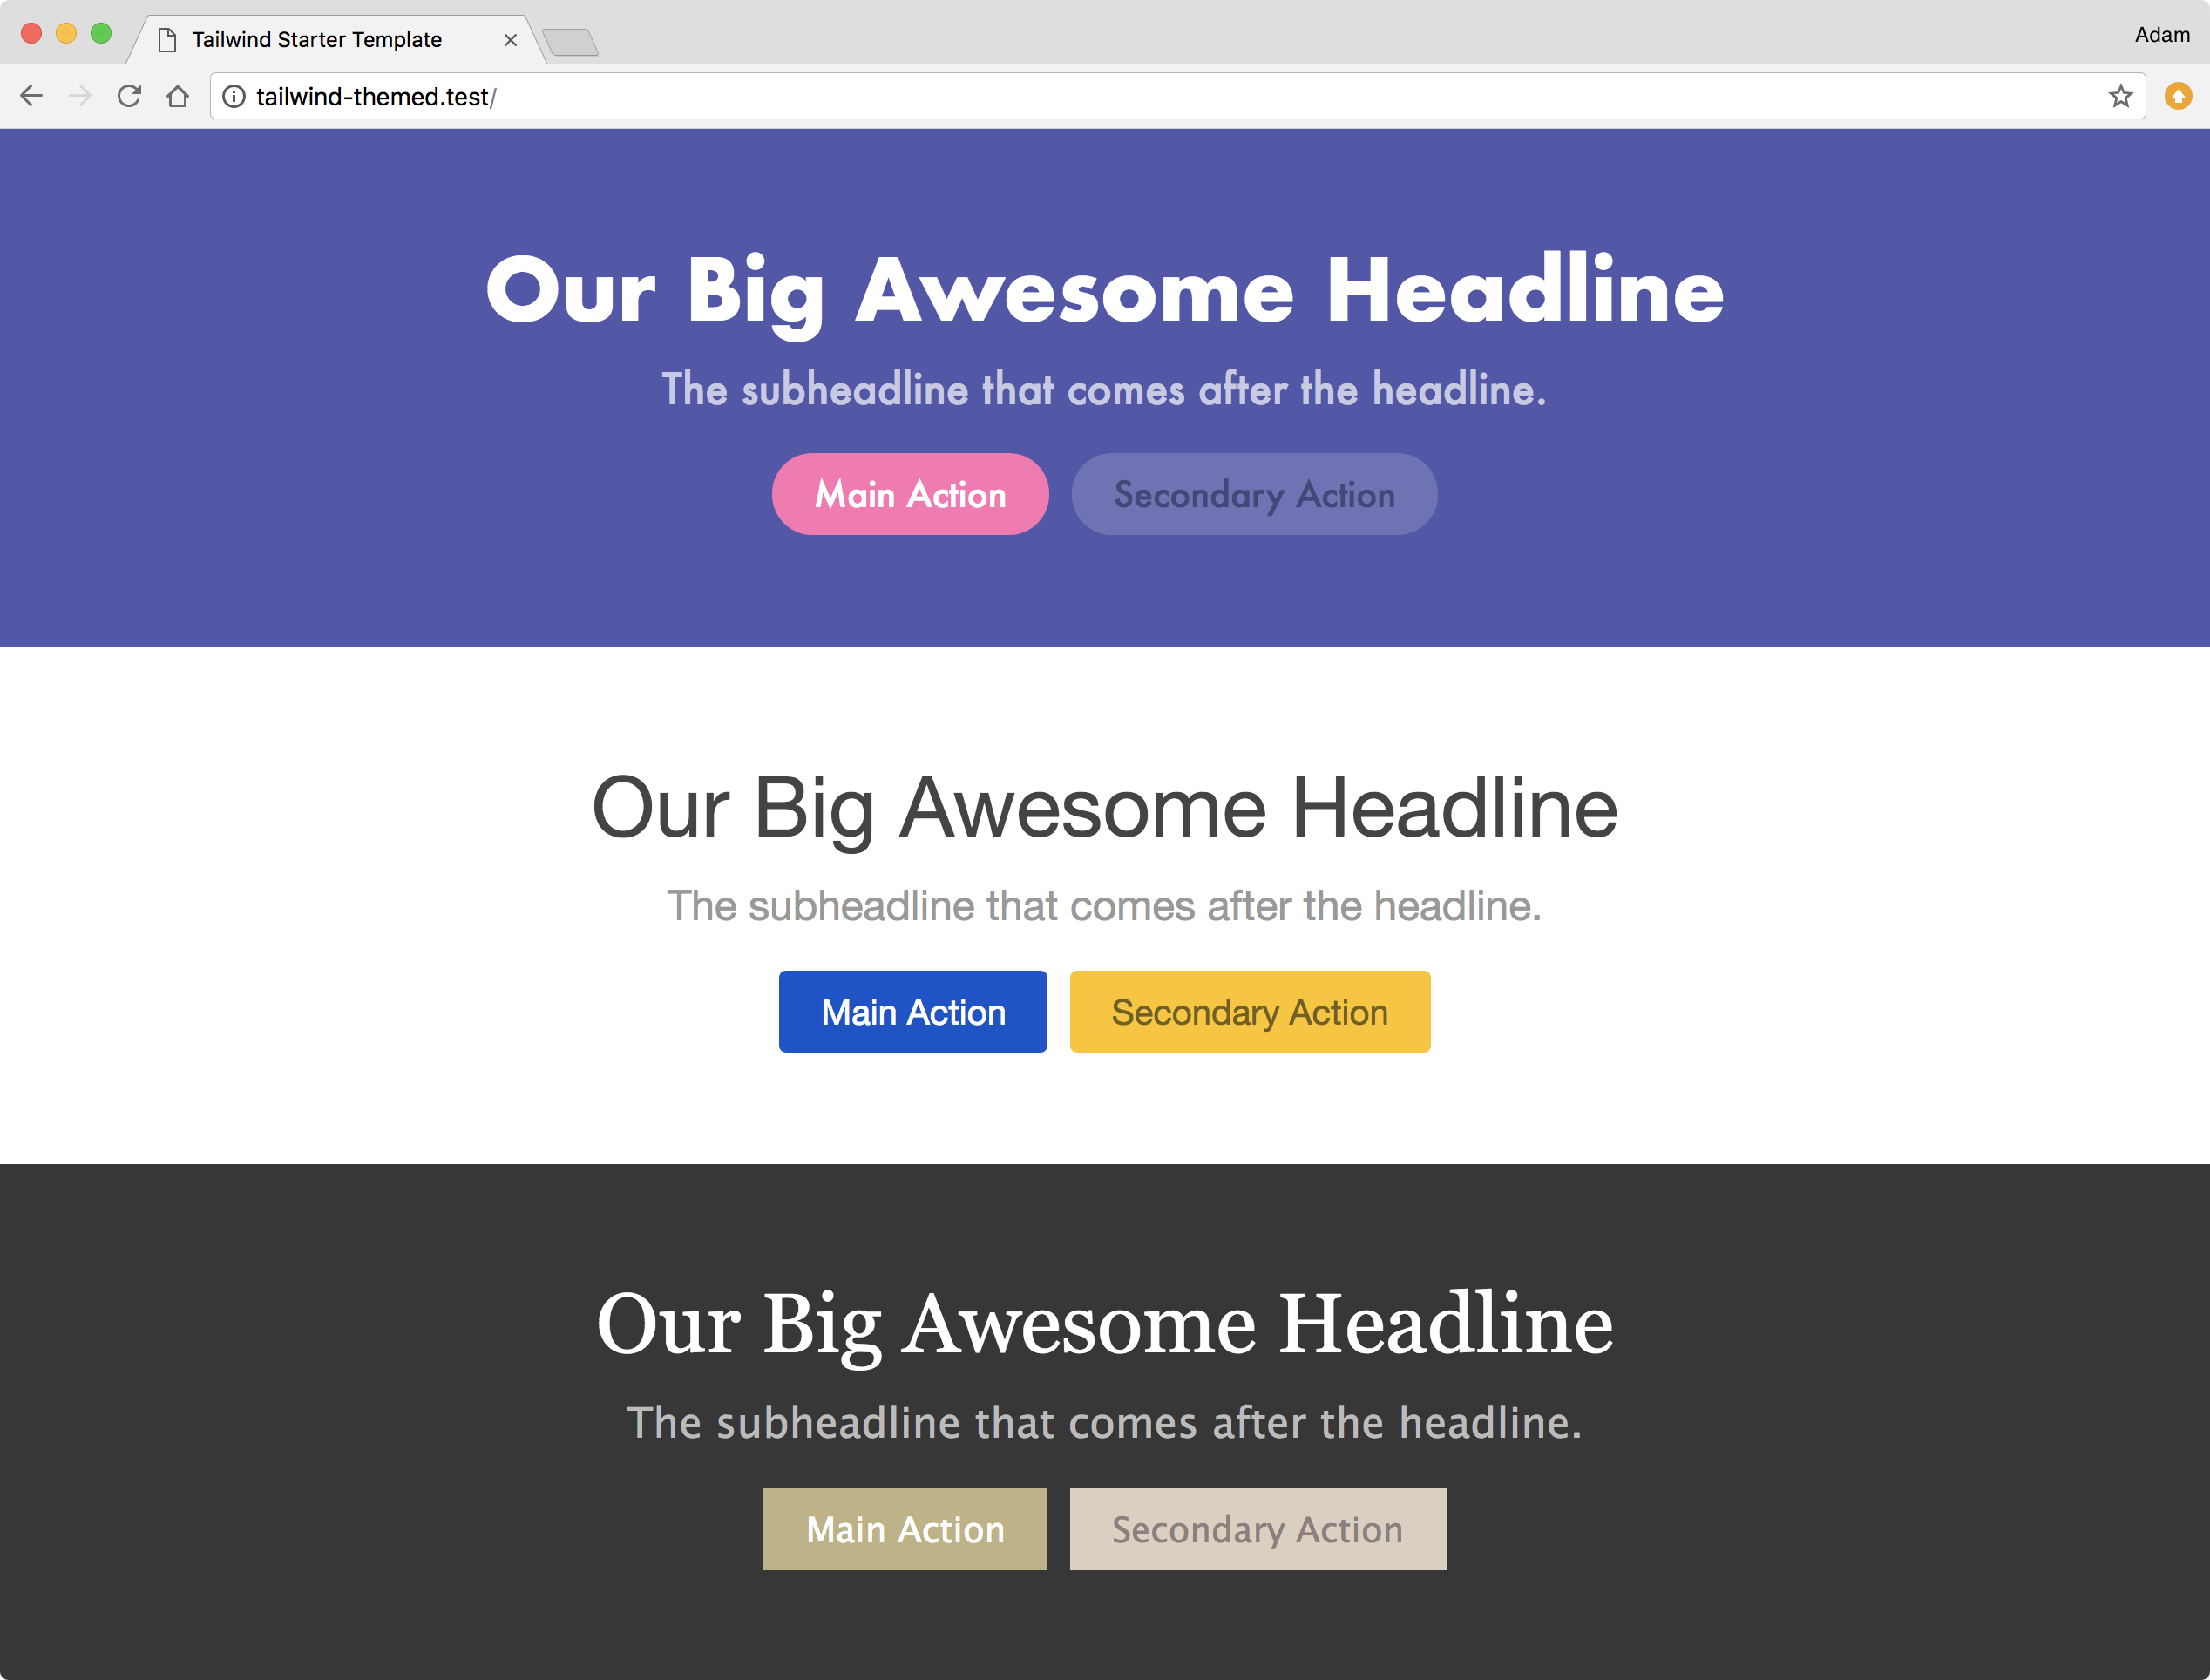 Tailwind Starter Template
Adam
tailwind-themed.test/
Our Big Awesome Headline
The subheadline that comes after the headline.
Main Action
Secondary Action
Our Big Awesome Headline
The subheadline that comes after the headline.
Main Action
Secondary Action
Our Big Awesome Headline
The subheadline that comes after the headline.
Main Action
Secondary Action